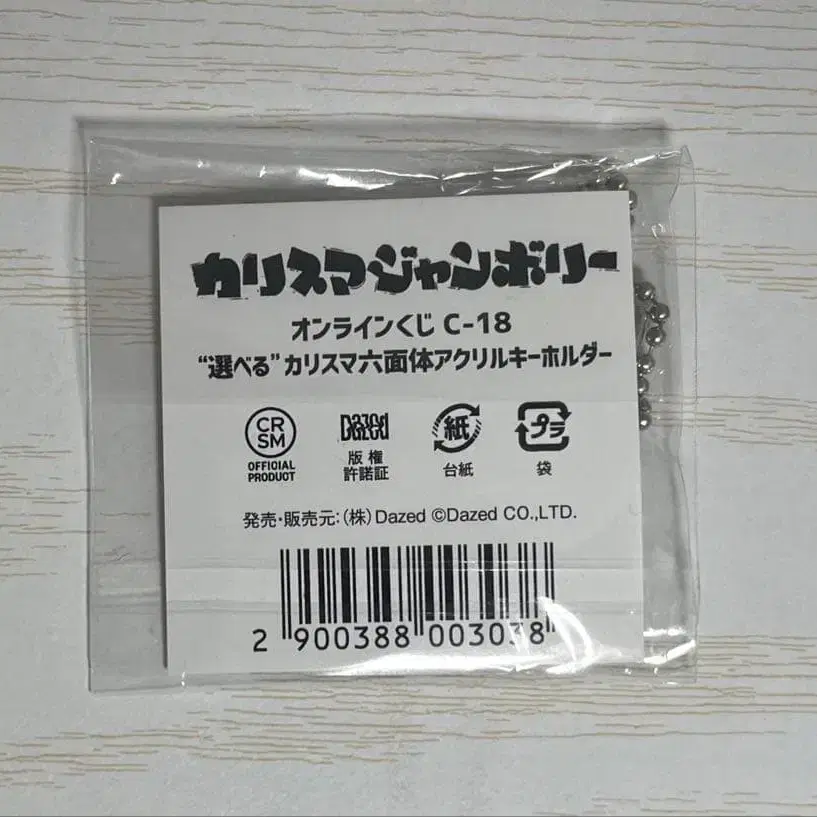 カリスマジャンボリー
オンラインくじ C-18
“選べる”カリスマ六面体アクリルキーホルダー
CR
SM
OFFICIAL
PRODUCT
Dazed
版 権
許諾証
紙
台紙
プラ
袋
発売・販売元:(株)Dazed ©Dazed CO.,LTD.
2 900388 003038